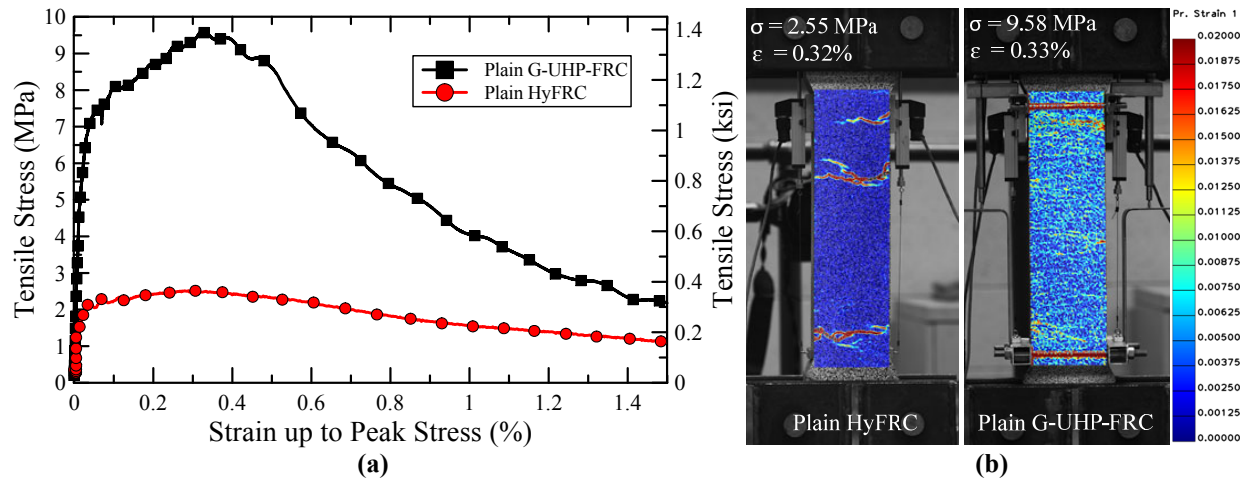 10
9
8
7
6
5
4
3
2
1
0
Tensile Stress (MPa)
1.4
1.2
1
0.8
0.6
0.4
0.2
0
Tensile Stress (ksi)
Plain G-UHP-FRC
Plain HyFRC
0 0.2 0.4 0.6 0.8 1 1.2 1.4
Strain up to Peak Stress (%)
(a)
σ = 2.55 MPa
ε = 0.32%
Plain HyFRC
σ = 9.58 MPa
ε = 0.33%
Plain G-UHP-FRC
Pr. Strain 1
0.02000
0.01875
0.01750
0.01625
0.01500
0.01375
0.01250
0.01125
0.01000
0.00875
0.00750
0.00625
0.00500
0.00375
0.00250
0.00125
0.00000
(b)